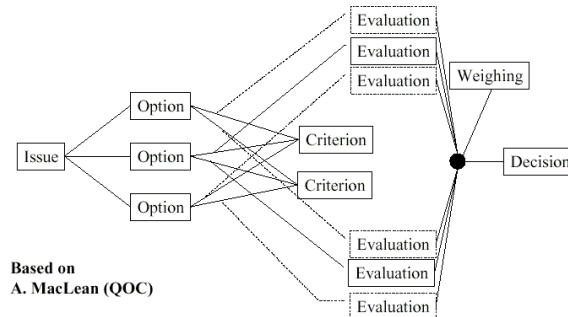 Evaluation
Evaluation
Evaluation
Weighing
Option
Criterion
Issue
Option
Decision
Criterion
Option
Evaluation
Evaluation
Evaluation
Based on
A. MacLean (QOC)